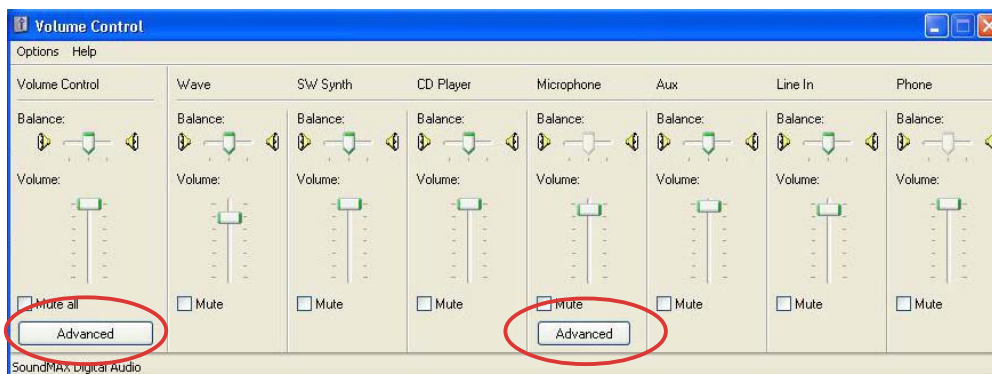 Volume Control
Options Help
Volume Control Wave SW Synth CD Player Microphone Aux Line In Phone
Balance: Balance: Balance: Balance: Balance: Balance: Balance: Balance:
Volume: Volume: Volume: Volume: Volume: Volume: Volume: Volume:
Mute all Mute Mute Mute Mute Mute Mute Mute
Advanced Advanced
SoundMAX Digital Audio